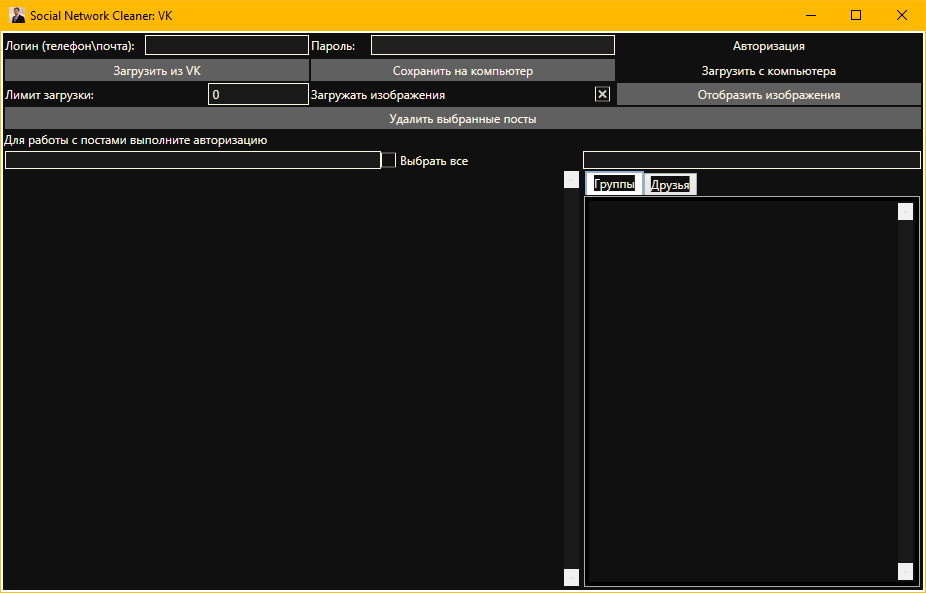 Social Network Cleaner: VK
Логин (телефон\почта): Пароль: Авторизация
Загрузить из VK Сохранить на компьютер Загрузить с компьютера
Лимит загрузки: 0 Загружать изображения Отобразить изображения
Удалить выбранные посты
Для работы с постами выполните авторизацию
Выбрать все
Группы Друзья